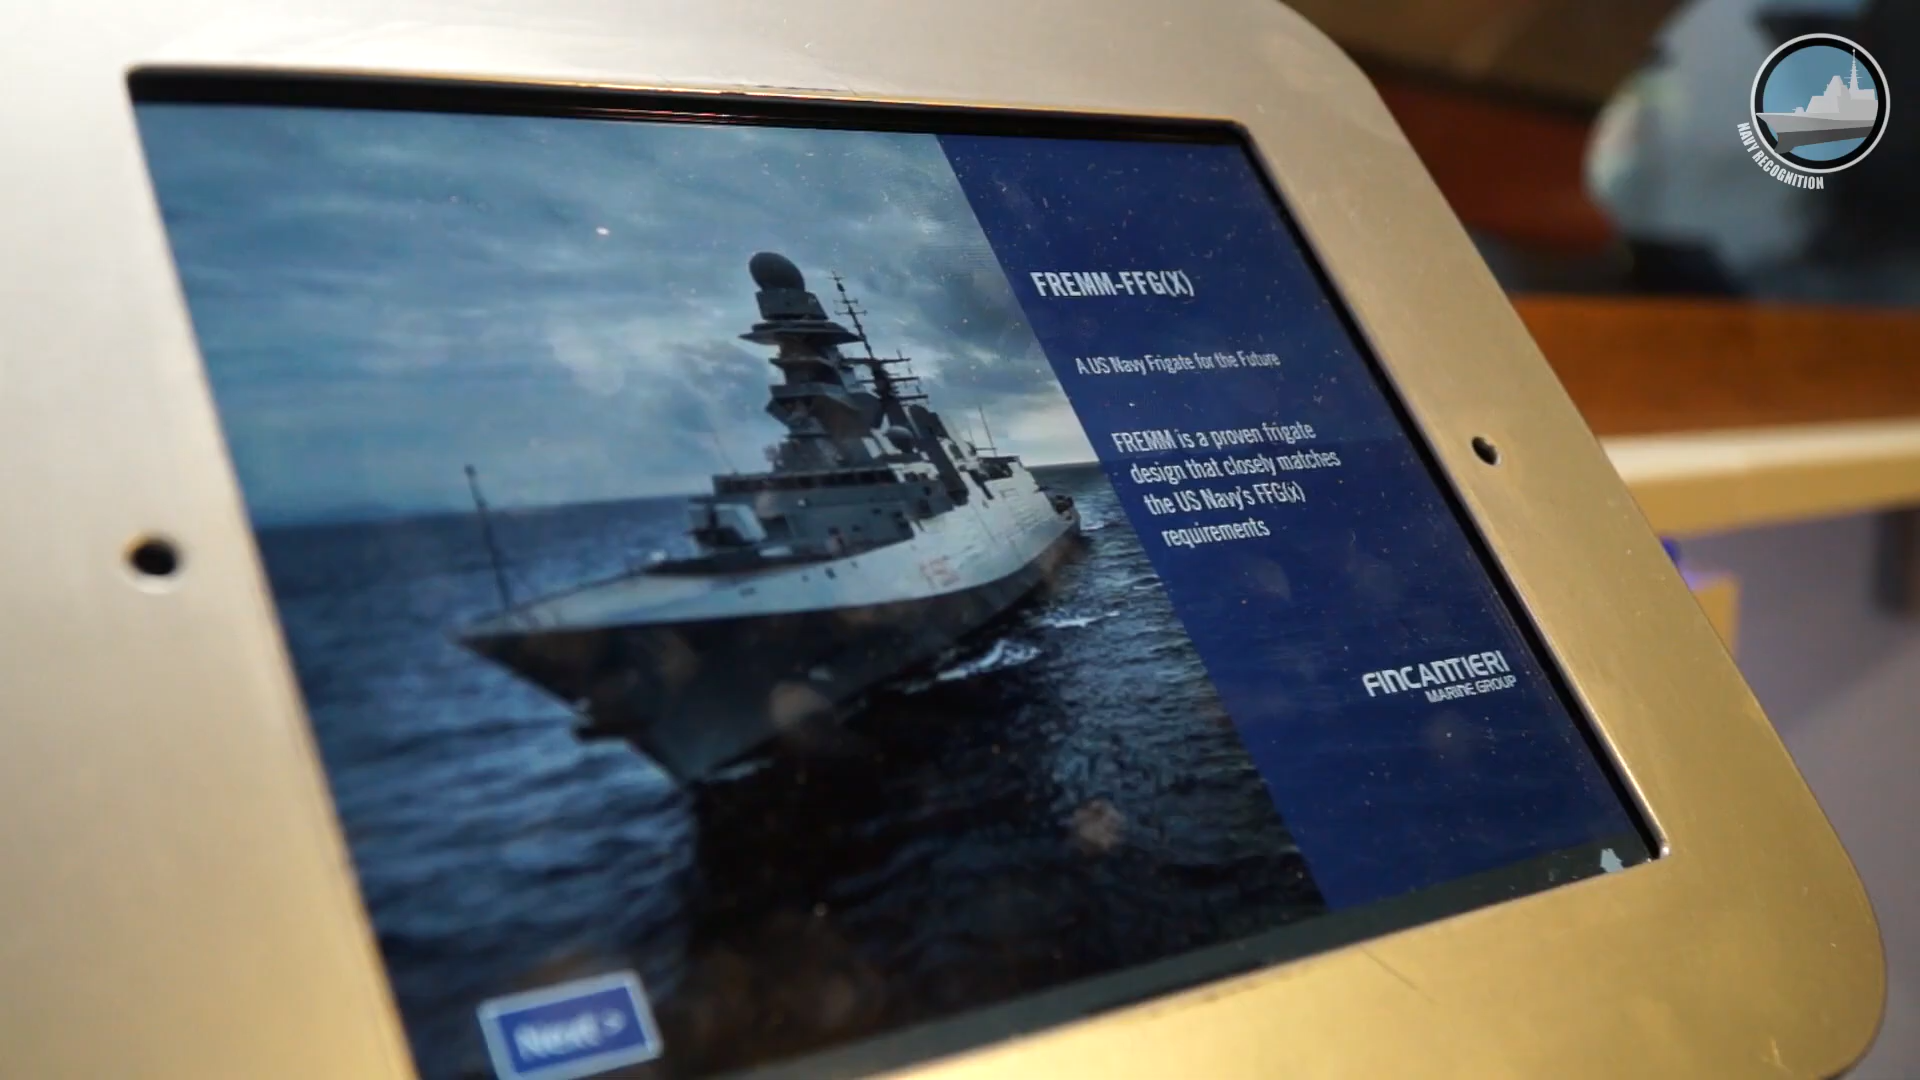 NAVY RECOGNITION
FREMM-FFG(X)
A US Navy Frigate for the Future
FREMM is a proven frigate
design that closely matches
the US Navy's FFG(x)
requirements
FINCANTIERI
MARINE GROUP
Next >